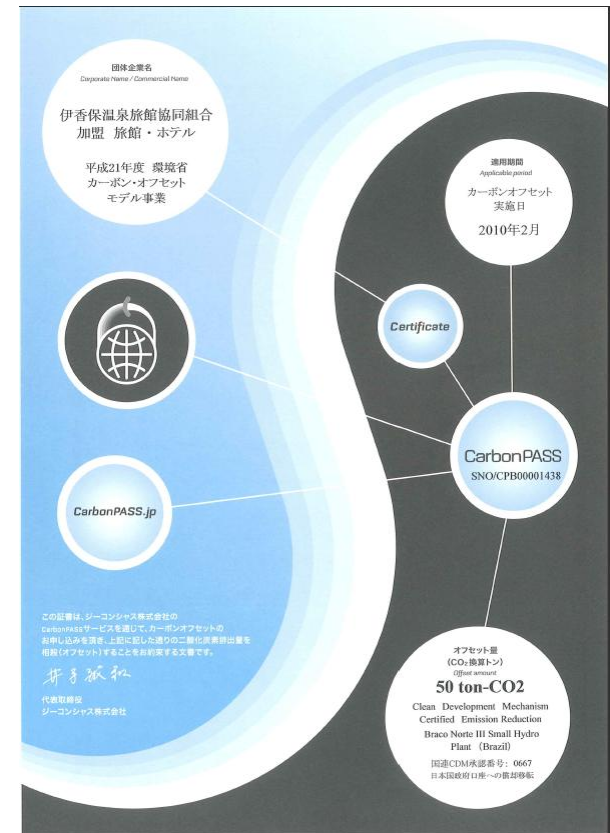 団体企業名
Corporate Name / Commercial Name
伊香保温泉旅館協同組合
加盟 旅館・ホテル
平成21年度 環境省
カーボン・オフセット
モデル事業
適用期間
Applicable period
カーボンオフセット
実施日
2010年2月
Certificate
CarbonPASS
SNO/CPB00001438
CarbonPASS.jp
この証書は、ジーコンシャス株式会社の
CarbonPASSサービスを通じて、カーボンオフセットの
お申し込みを頂き、上記に記した通りの二酸化炭素排出量を
相殺(オフセット)することをお約束する文書です。
代表取締役
ジーコンシャス株式会社
オフセット量
(CO₂換算トン)
Offset amount
50 ton-CO2
Clean Development Mechanism
Certified Emission Reduction
Braco Norte III Small Hydro
Plant (Brazil)
国連CDM承認番号: 0667
日本国政府口座への償却移転